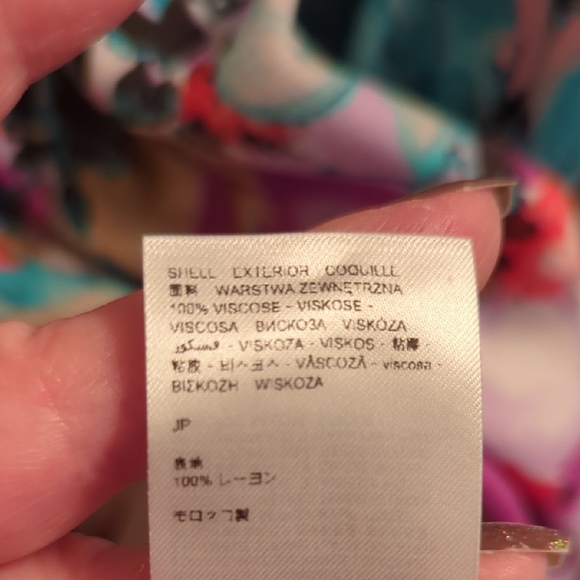 SHELL EXTERIOR COQUILLE
面料 WARSTWA ZEWNĘTRZNA
100% VISCOSE - VISKOSE -
VISCOSA ВИСКОЗА VISKÓZA
فسكوز - VISKOZA - VISKOS - 粘膠
粘胶 - 비스코스 - VÂSCOZĂ - viscosa -
ΒΙΣΚΟΖΗ WISKOZA
JP
表地
100% レーヨン
モロッコ製